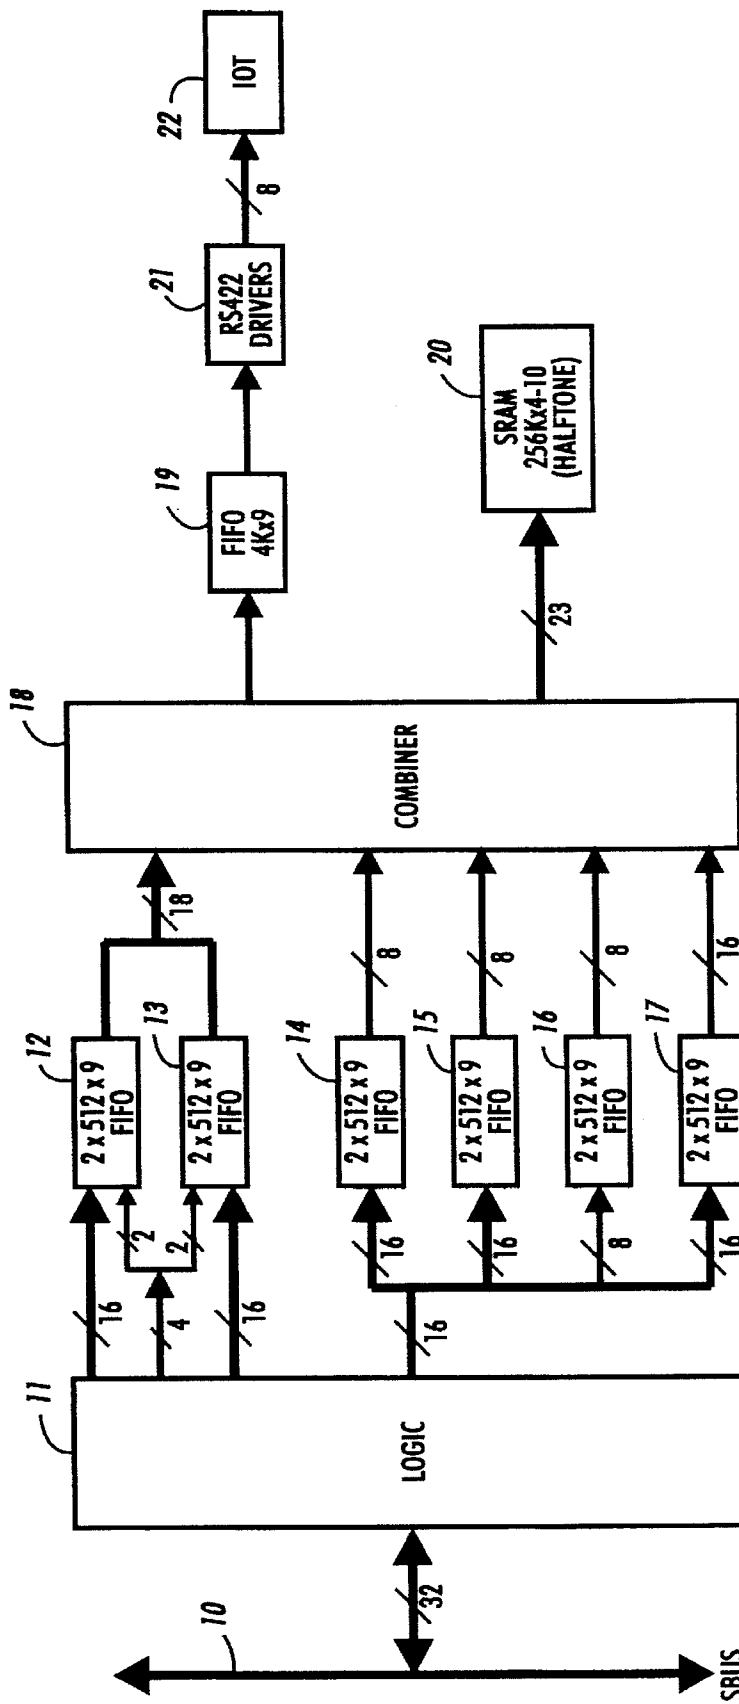 SBUS
10
32
11
LOGIC
16
4
16
16
2
2
16
16
8
16
12
2 x 512 x 9
FIFO
13
2 x 512 x 9
FIFO
14
2 x 512 x 9
FIFO
15
2 x 512 x 9
FIFO
16
2 x 512 x 9
FIFO
17
2 x 512 x 9
FIFO
18
8
8
8
16
18
COMBINER
23
19
FIFO
4Kx9
20
SRAM
256Kx4-10
(HALFTONE)
21
RS422
DRIVERS
8
22
IOT